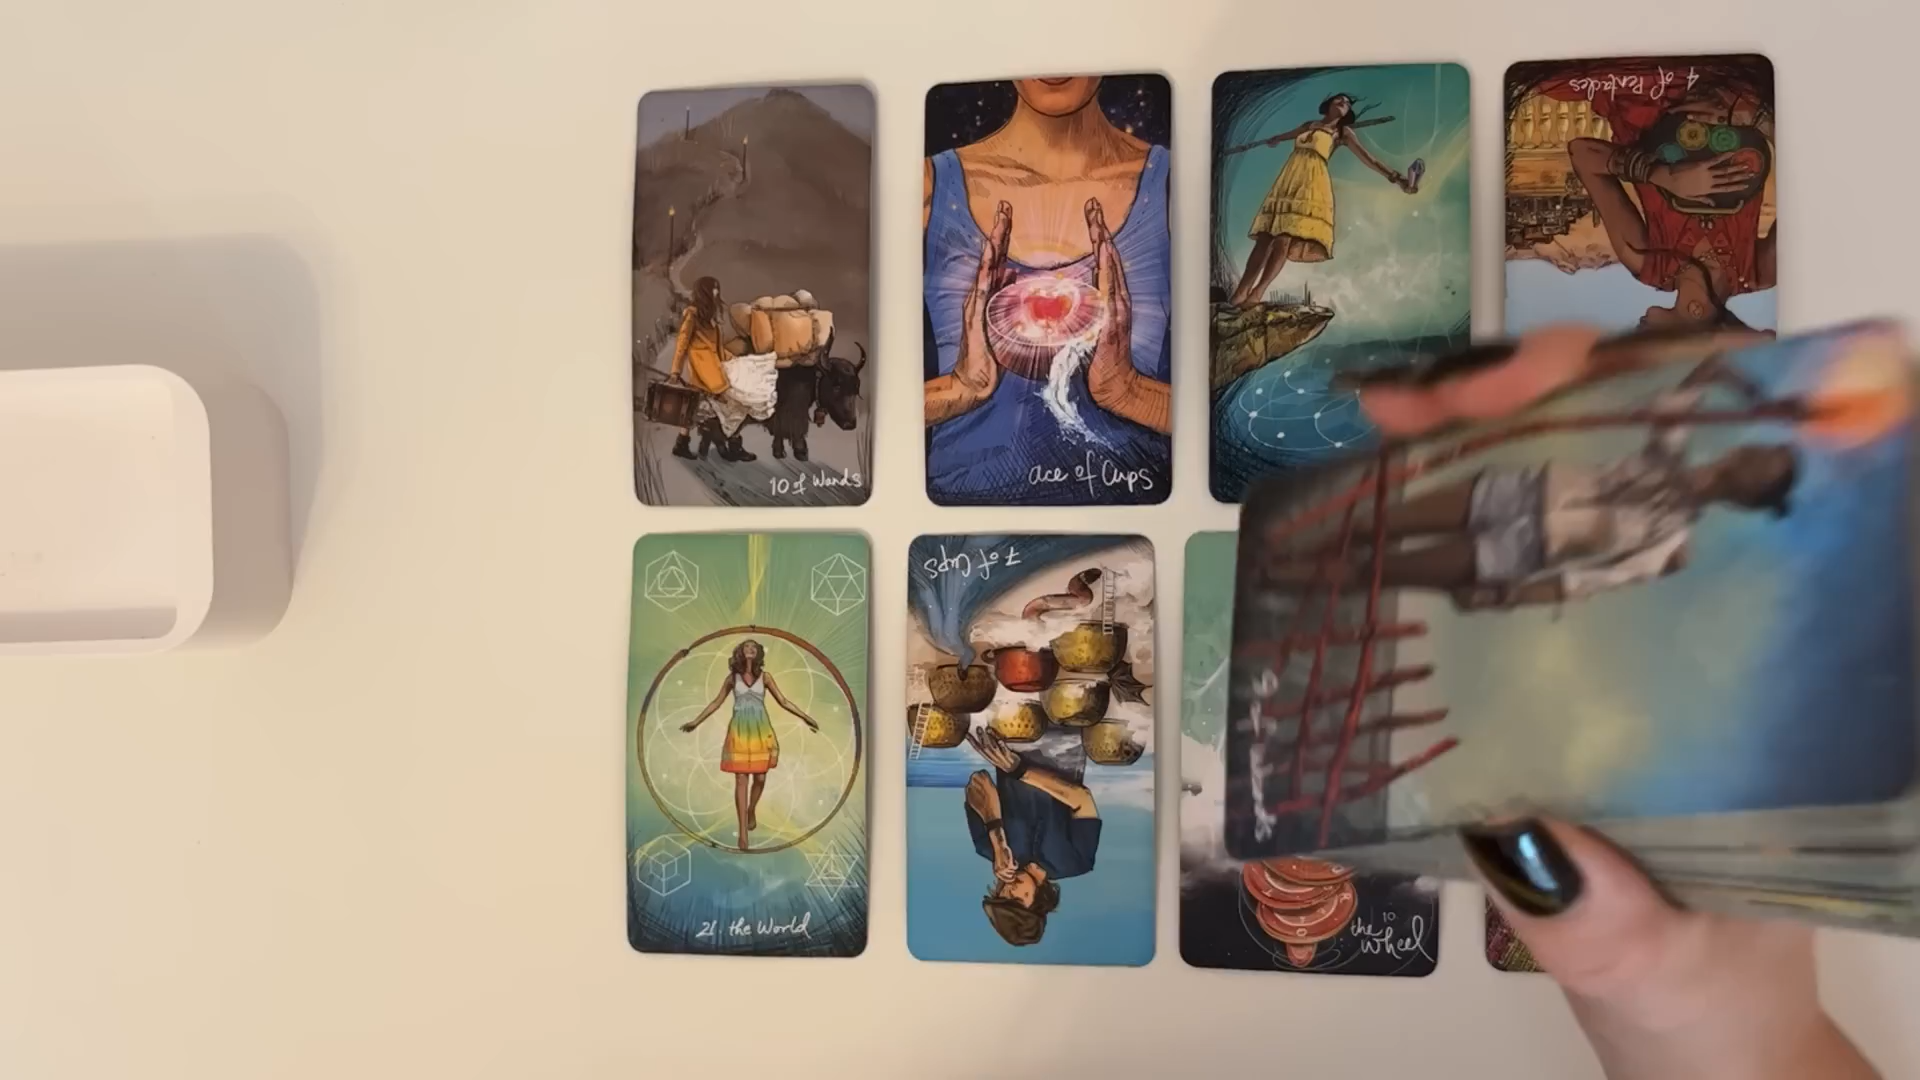 10 of Wands
ace of Cups
4 of Pentacles
21. the World
7 of Cups
10
the
wheel